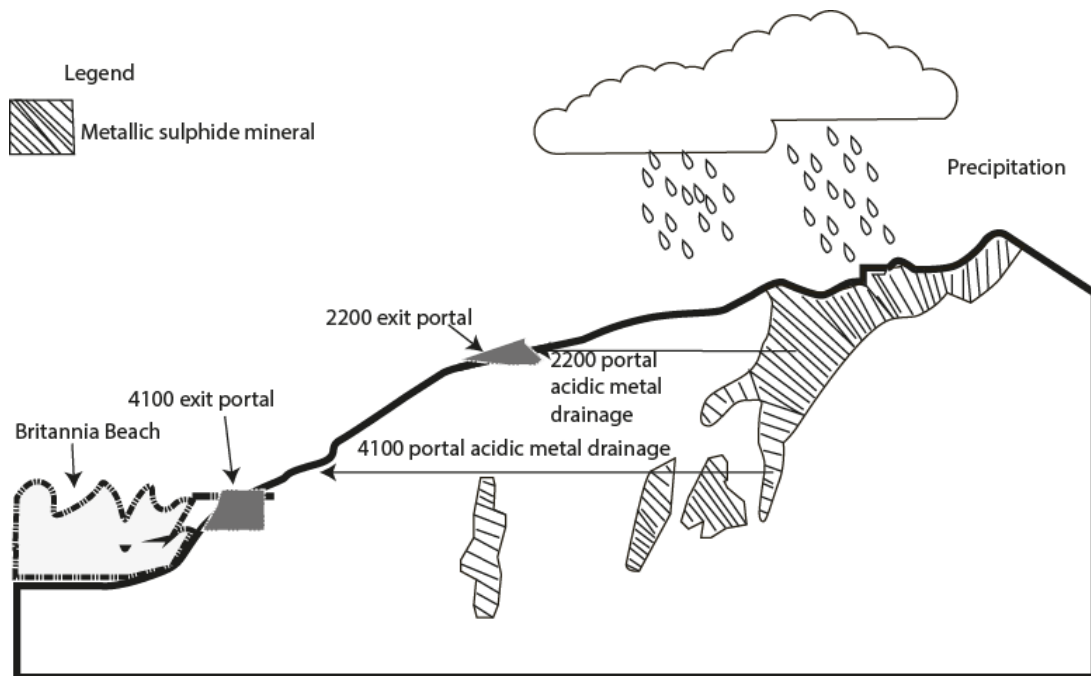 Legend
Metallic sulphide mineral
Precipitation
2200 exit portal
2200 portal
acidic metal
drainage
4100 exit portal
Britannia Beach
4100 portal acidic metal drainage